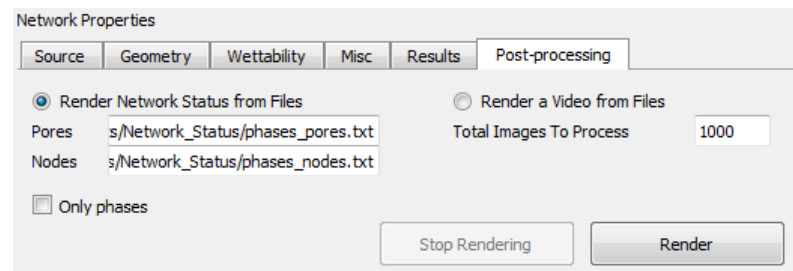 Network Properties
Source Geometry Wettability Misc Results Post-processing
Render Network Status from Files Render a Video from Files
Pores s/Network_Status/phases_pores.txt Total Images To Process 1000
Nodes s/Network_Status/phases_nodes.txt
Only phases
Stop Rendering Render